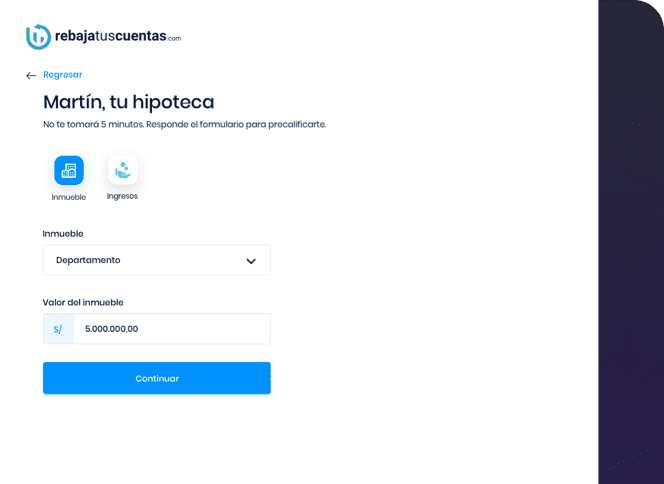 rebajatuscuentas.com
Regresar
Martín, tu hipoteca
No te tomará 5 minutos. Responde el formulario para precalificarte.
Inmueble
Ingresos
Inmueble
Departamento
Valor del inmueble
S/ 5.000.000,00
Continuar